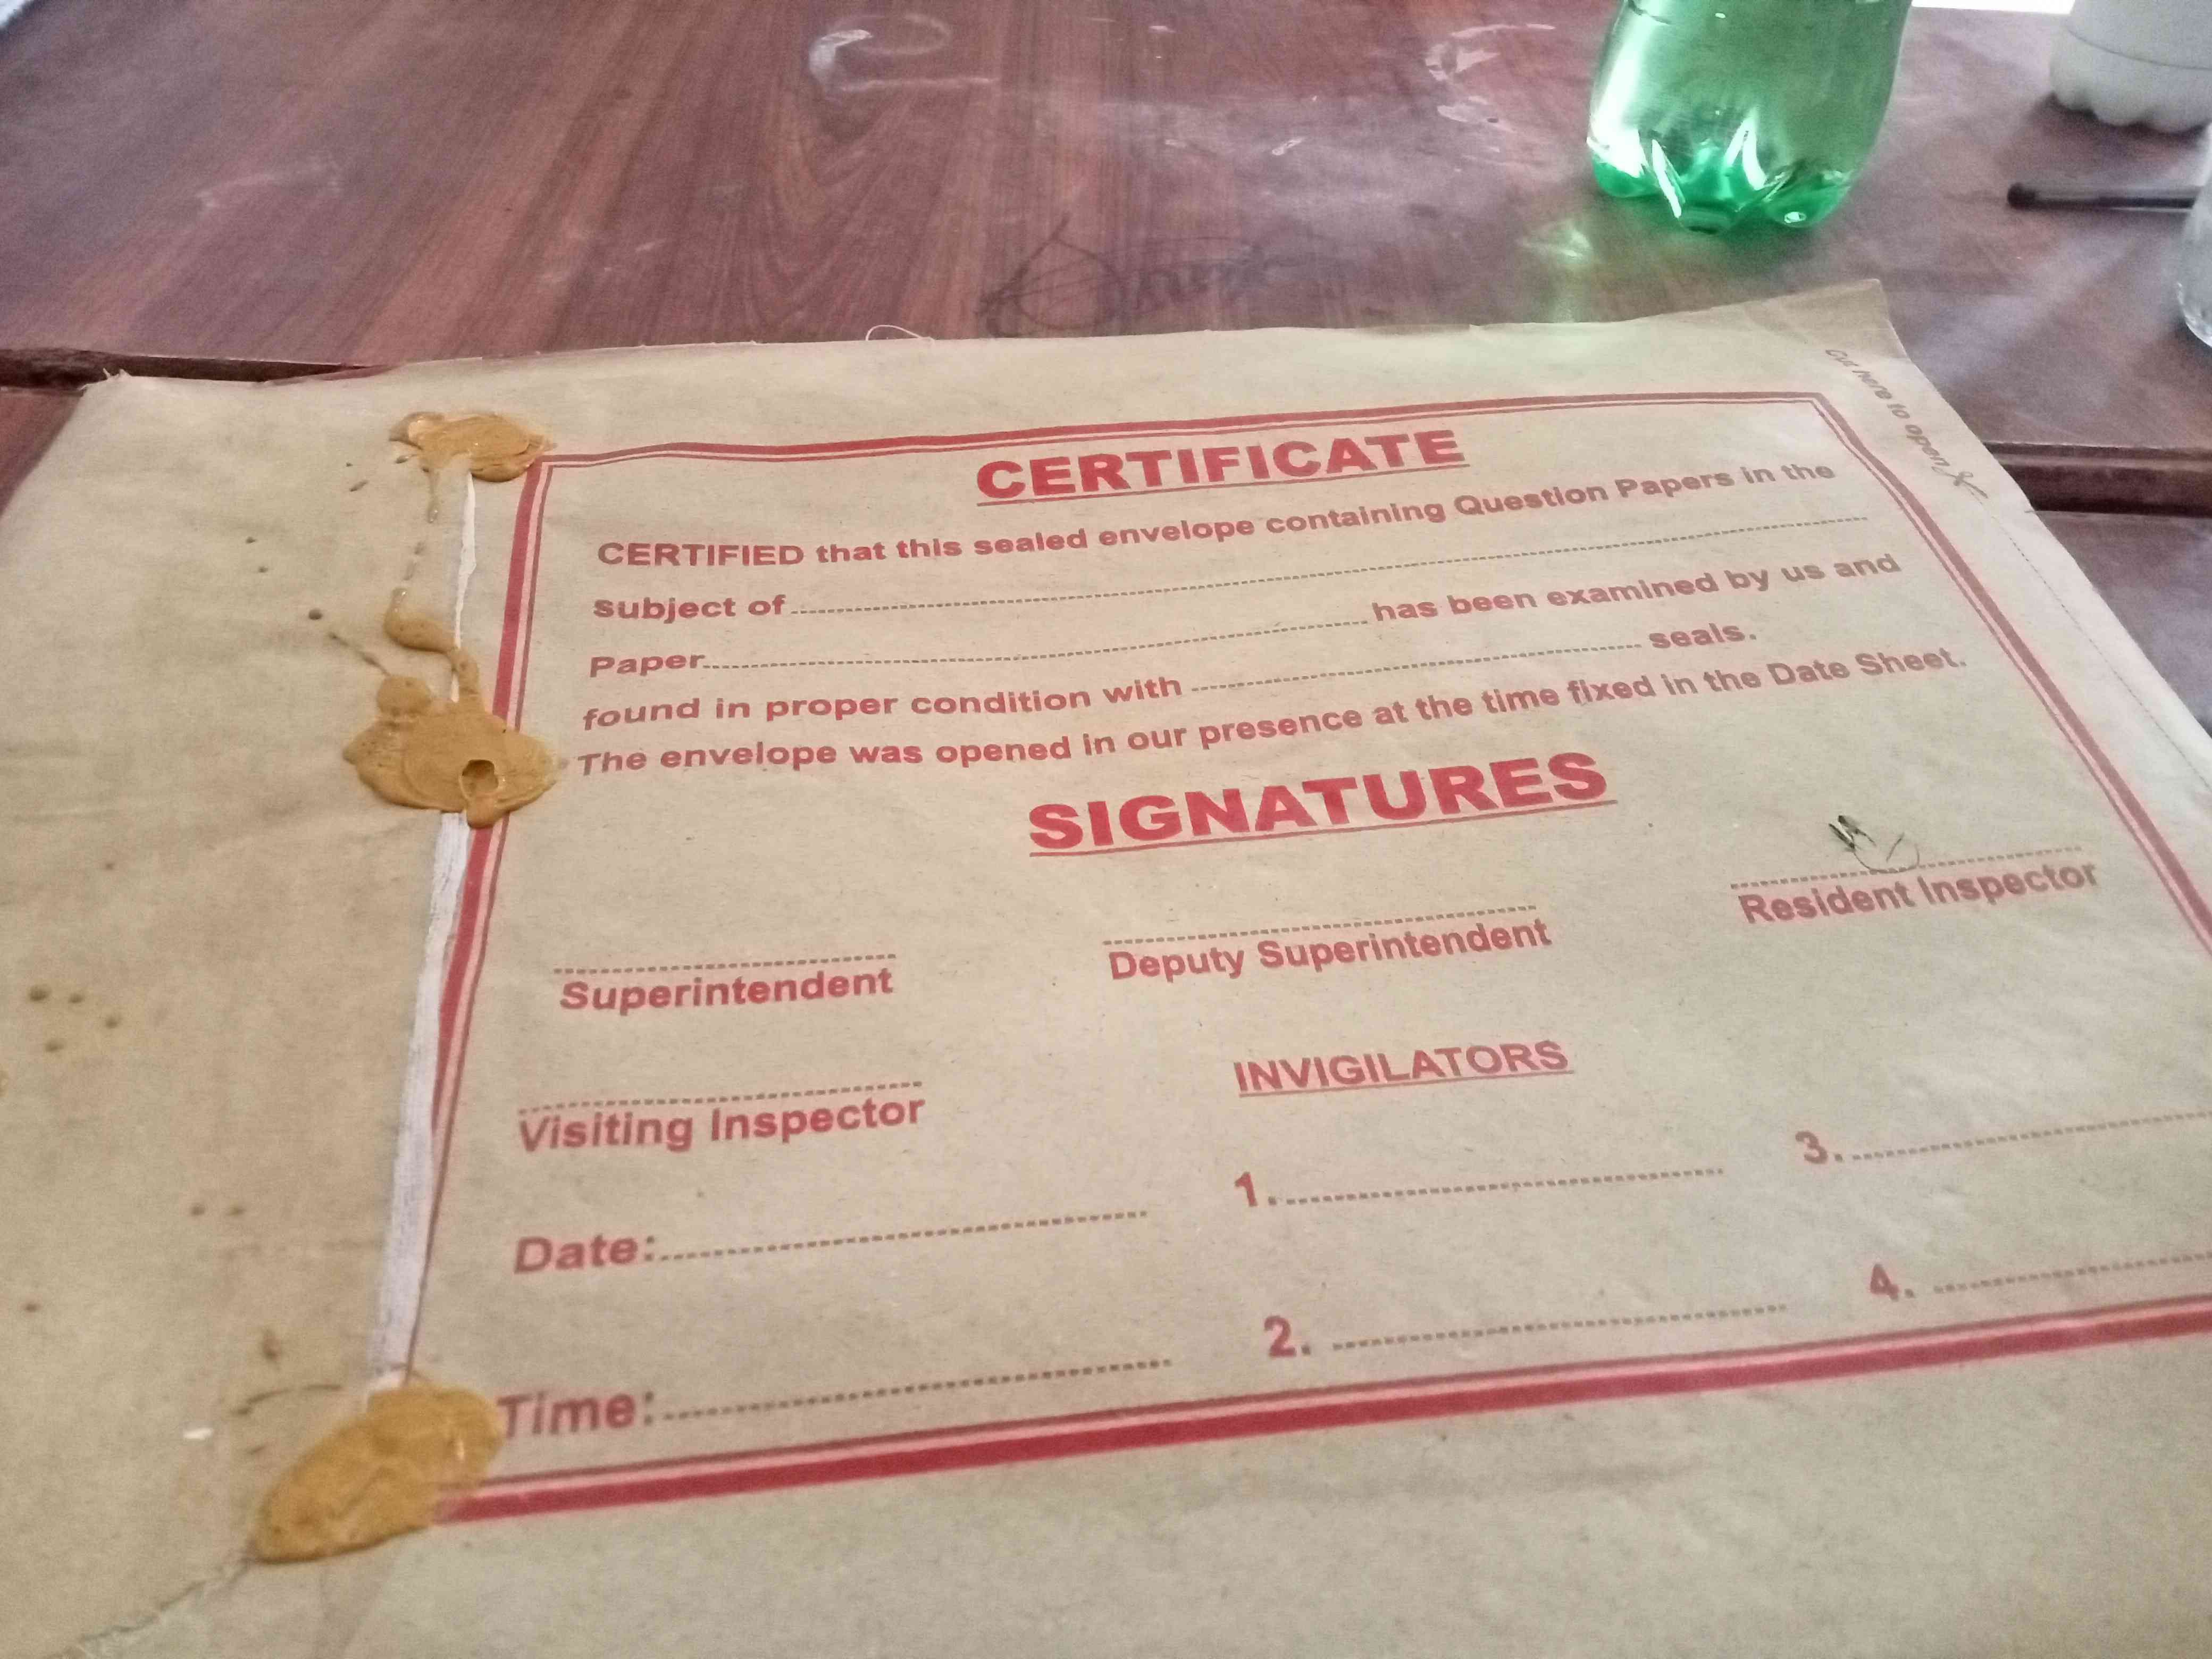 Cut here to open
CERTIFICATE
CERTIFIED that this sealed envelope containing Question Papers in the
subject of
Paper has been examined by us and
found in proper condition with seals.
The envelope was opened in our presence at the time fixed in the Date Sheet.
SIGNATURES
Superintendent
Deputy Superintendent
Resident Inspector
Visiting Inspector
INVIGILATORS
1.
3.
Date:
2.
4.
Time: